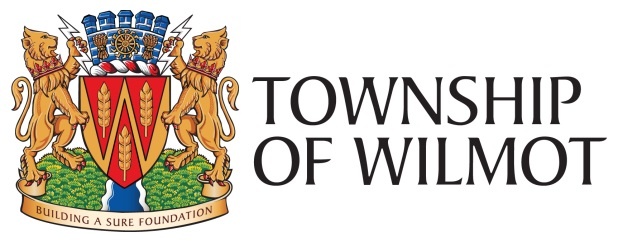 TOWNSHIP
OF WILMOT
BUILDING A SURE FOUNDATION